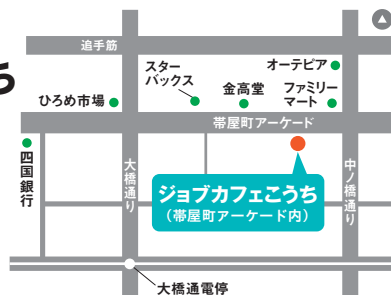 ち
追手筋
オーテピア
スター
バックス
金高堂
ファミリー
マート
ひろめ市場
帯屋町アーケード
四国銀行
大橋通り
中ノ橋通り
ジョブカフェこうち
（帯屋町アーケード内）
大橋通電停